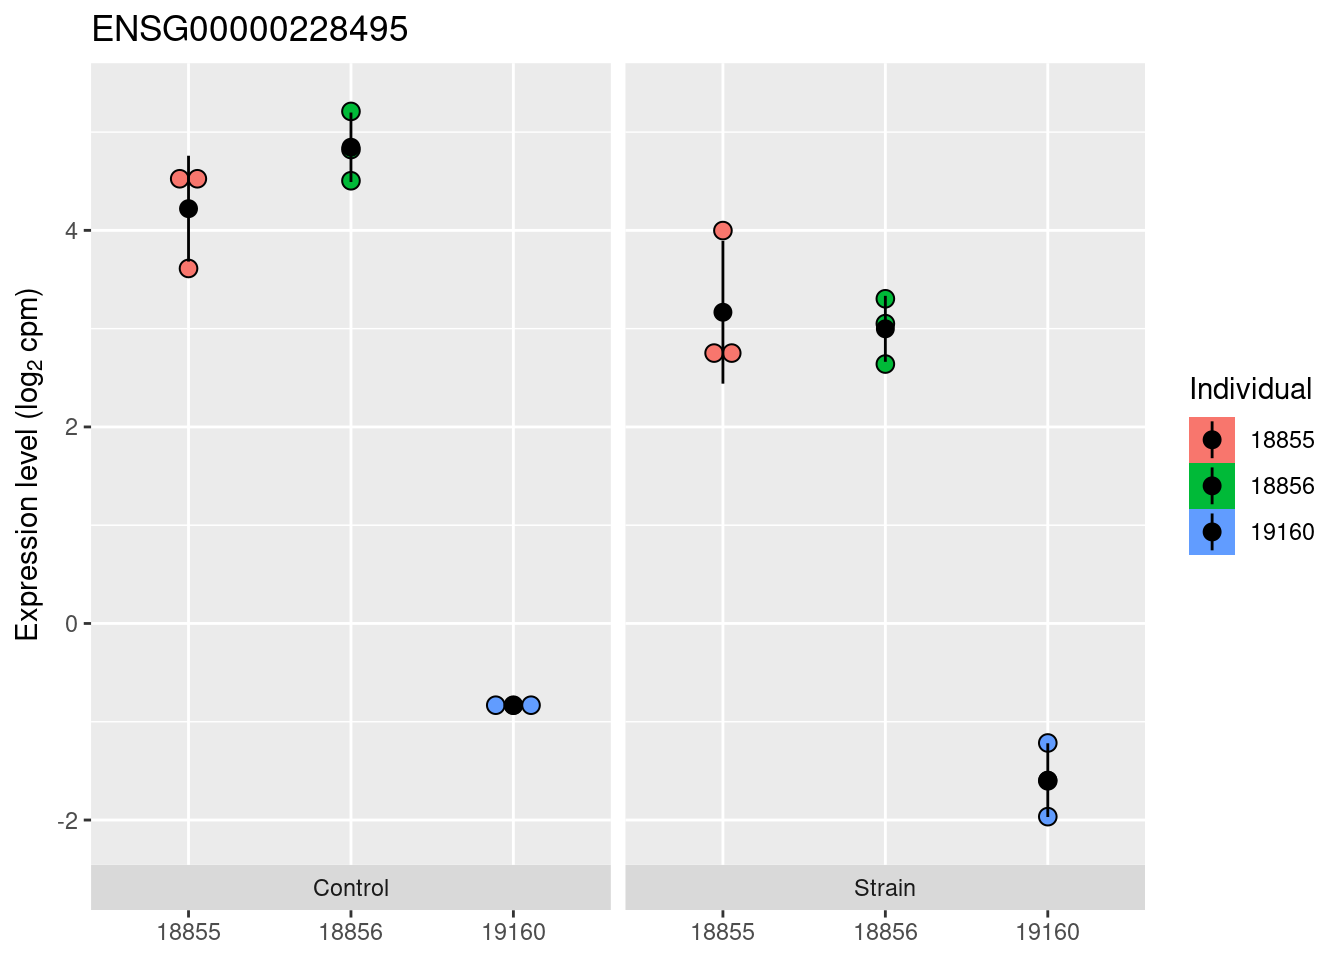 ENSG00000228495
Expression level (log₂ cpm)
4
2
0
-2
Control
Strain
18855
18856
19160
18855
18856
19160
Individual
18855
18856
19160